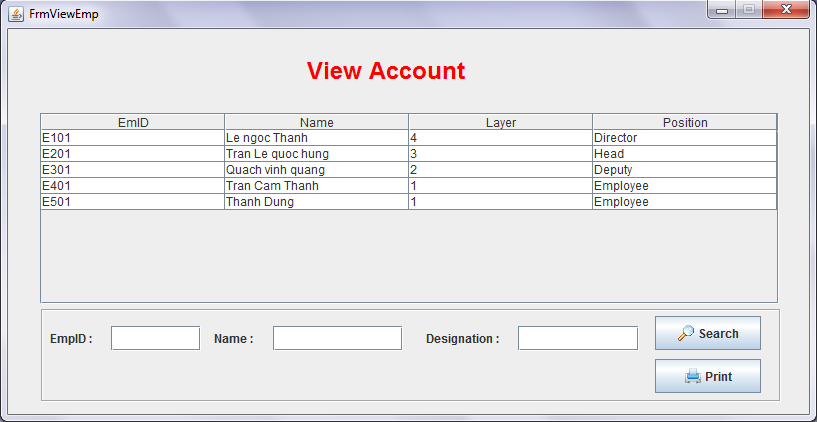 FrmViewEmp
View Account
EmID Name Layer Position
E101 Le ngoc Thanh 4 Director
E201 Tran Le quoc hung 3 Head
E301 Quach vinh quang 2 Deputy
E401 Tran Cam Thanh 1 Employee
E501 Thanh Dung 1 Employee
EmpID : Name : Designation : Search
Print